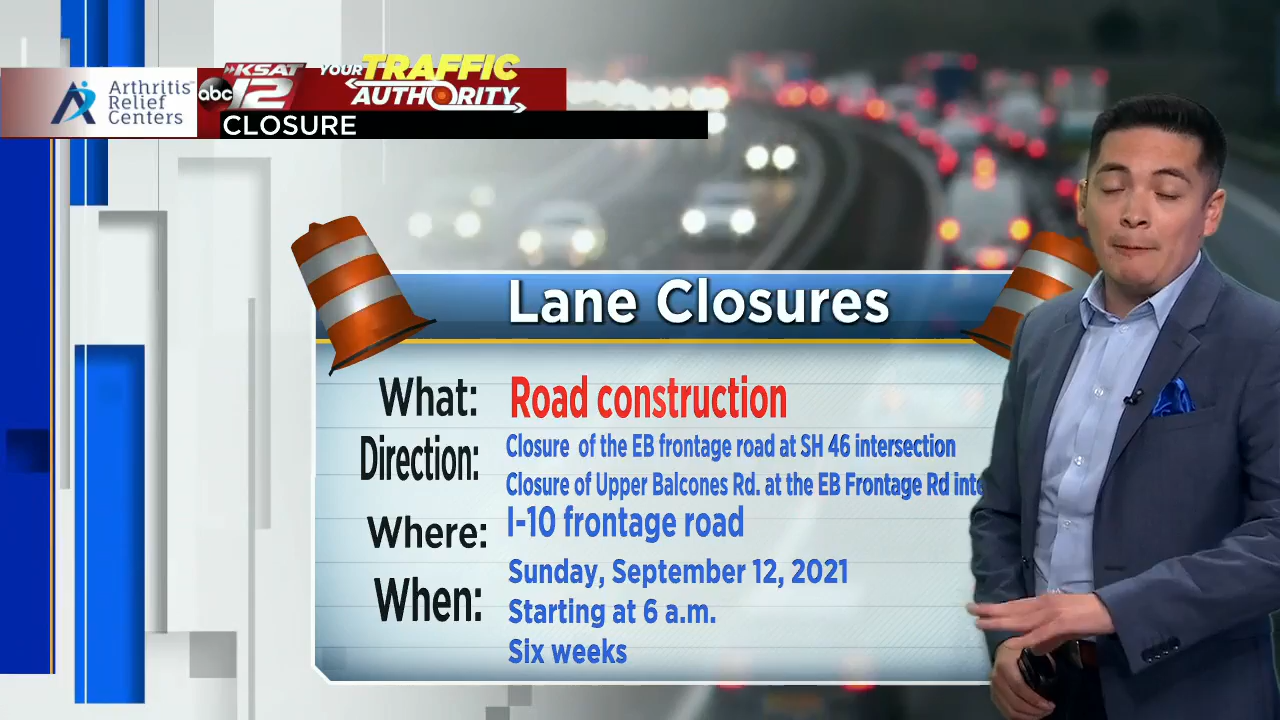 Arthritis™
Relief
Centers
abc
KSAT
12
YOUR TRAFFIC
AUTHORITY
CLOSURE
Lane Closures
What: Road construction
Direction: Closure of the EB frontage road at SH 46 intersection
Closure of Upper Balcones Rd. at the EB Frontage Rd
Where: I-10 frontage road
When: Sunday, September 12, 2021
Starting at 6 a.m.
Six weeks